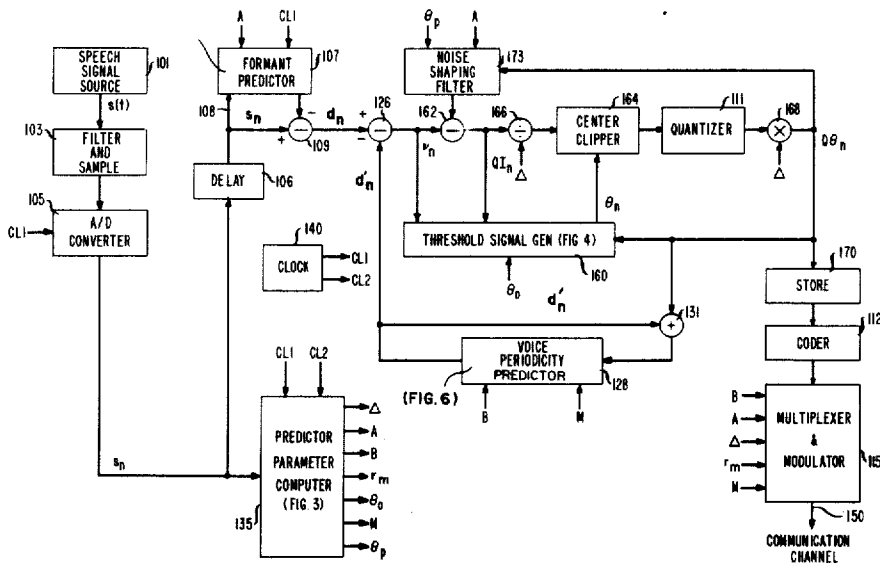 SPEECH
SIGNAL
SOURCE
101
s(t)
103
FILTER
AND
SAMPLE
105
A/D
CONVERTER
CL1
s_n
A
CL1
107
FORMANT
PREDICTOR
108
s_n
+
−
109
d_n
DELAY
106
140
CLOCK
CL1
CL2
126
+
−
d'_n
ν_n
θ_p
A
173
NOISE
SHAPING
FILTER
162
166
QI_n
Δ
164
CENTER
CLIPPER
111
QUANTIZER
168
Δ
Qθ_n
θ_n
THRESHOLD SIGNAL GEN (FIG 4)
160
θ_o
d'_n
131
+
VOICE
PERIODICITY
PREDICTOR
128
(FIG. 6)
B
M
170
STORE
112
CODER
B
A
Δ
r_m
M
MULTIPLEXER
&
MODULATOR
115
150
COMMUNICATION
CHANNEL
CL1
CL2
PREDICTOR
PARAMETER
COMPUTER
(FIG. 3)
135
Δ
A
B
r_m
θ_o
M
θ_p